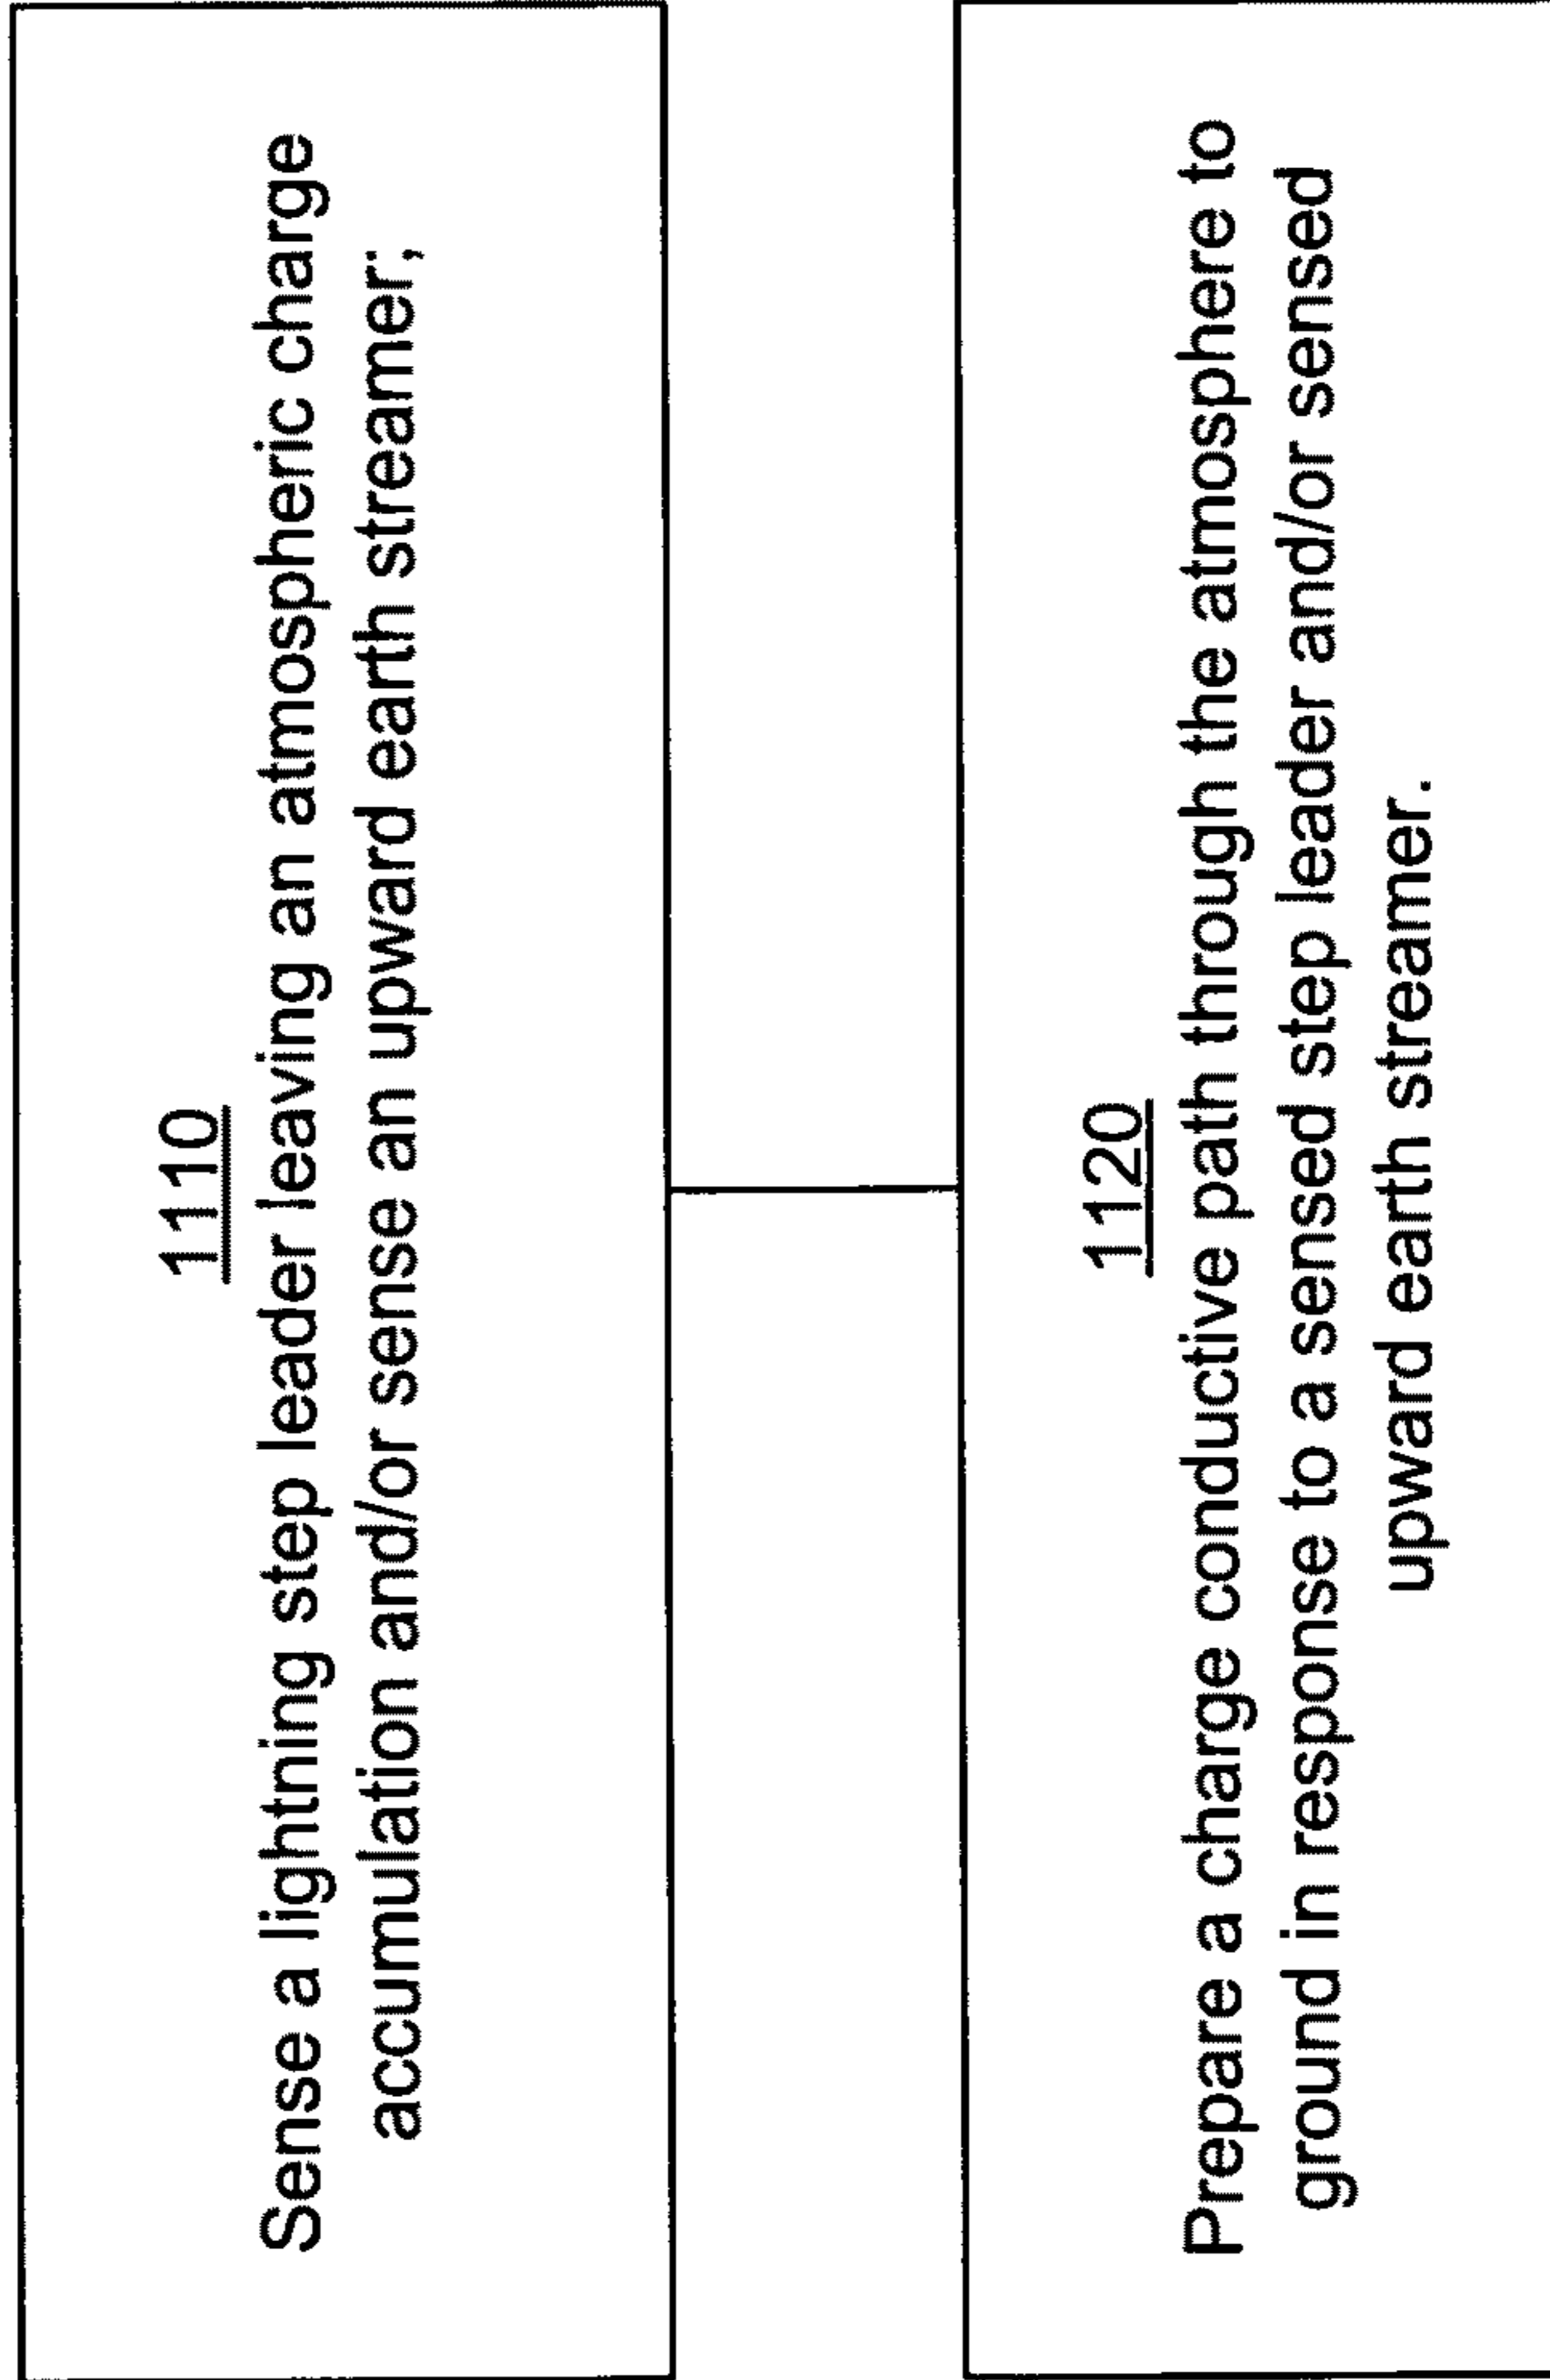 1110
Sense a lightning step leader leaving an atmospheric charge
accumulation and/or sense an upward earth streamer;
1120
Prepare a charge conductive path through the atmosphere to
ground in response to a sensed step leader and/or sensed
upward earth streamer.